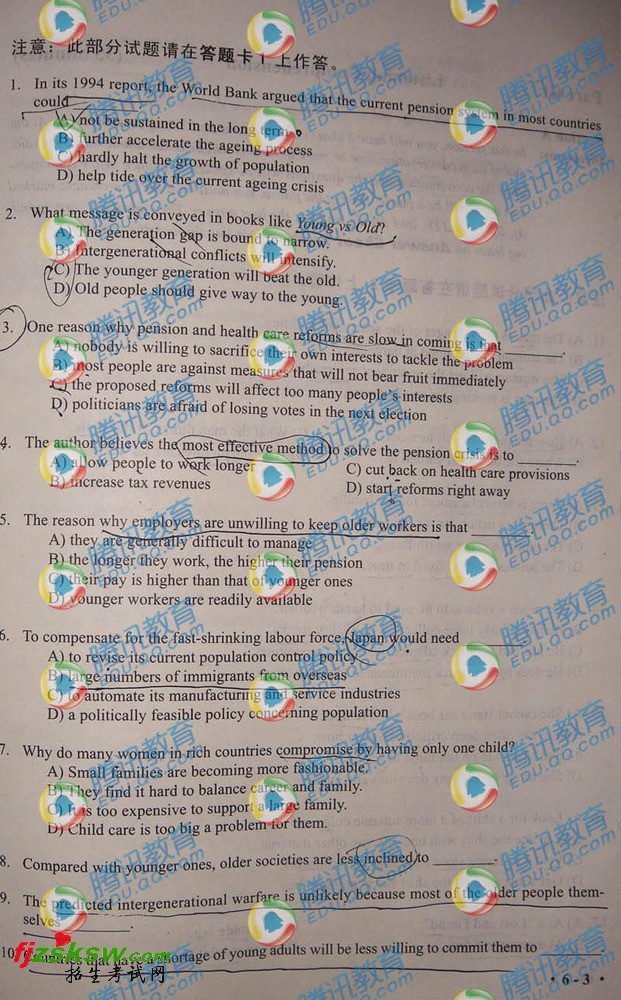 注意：此部分试题请在答题卡1上作答。
1. In its 1994 report, the World Bank argued that the current pension system in most countries
could
A) not be sustained in the long term
B) further accelerate the ageing process
C) hardly halt the growth of population
D) help tide over the current ageing crisis
2. What message is conveyed in books like Young vs Old?
A) The generation gap is bound to narrow.
B) Intergenerational conflicts will intensify.
C) The younger generation will beat the old.
D) Old people should give way to the young.
3. One reason why pension and health care reforms are slow in coming is that ______.
A) nobody is willing to sacrifice their own interests to tackle the problem
B) most people are against measures that will not bear fruit immediately
C) the proposed reforms will affect too many people's interests
D) politicians are afraid of losing votes in the next election
4. The author believes the most effective method to solve the pension crisis is to ______.
A) allow people to work longer C) cut back on health care provisions
B) increase tax revenues D) start reforms right away
5. The reason why employers are unwilling to keep older workers is that ______.
A) they are generally difficult to manage
B) the longer they work, the higher their pension
C) their pay is higher than that of younger ones
D) younger workers are readily available
6. To compensate for the fast-shrinking labour force, Japan would need ______.
A) to revise its current population control policy
B) large numbers of immigrants from overseas
C) to automate its manufacturing and service industries
D) a politically feasible policy concerning population
7. Why do many women in rich countries compromise by having only one child?
A) Small families are becoming more fashionable.
B) They find it hard to balance career and family.
C) It is too expensive to support a large family.
D) Child care is too big a problem for them.
8. Compared with younger ones, older societies are less inclined to ______.
9. The predicted intergenerational warfare is unlikely because most of the older people them-
selves ______.
10. Countries that have a shortage of young adults will be less willing to commit them to ______
· 6-3 ·
腾讯教育
EDU.QQ.com
fjzsksw.com
招生考试网